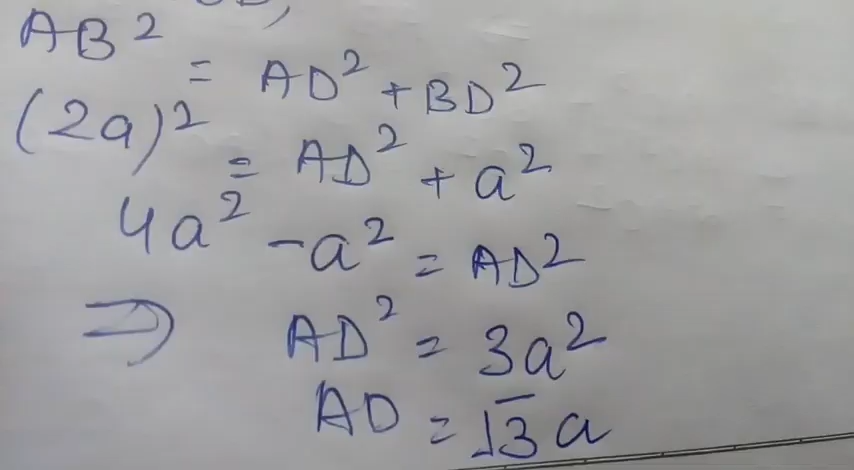 AB² = AD² + BD²
(2a)² = AD² + a²
4a² - a² = AD²
⇒ AD² = 3a²
AD = √3 a